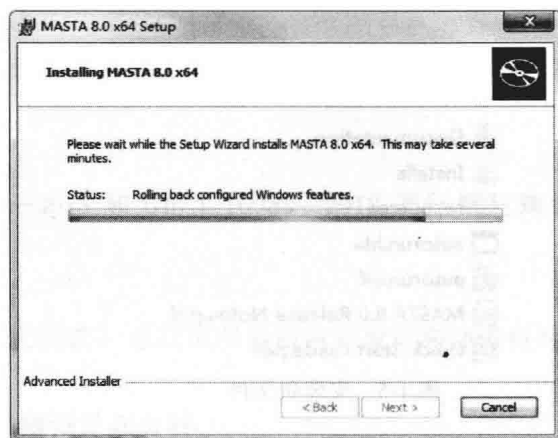 MASTA 8.0 x64 Setup
Installing MASTA 8.0 x64
Please wait while the Setup Wizard installs MASTA 8.0 x64. This may take several
minutes.
Status: Rolling back configured Windows features.
Advanced Installer
< Back Next > Cancel